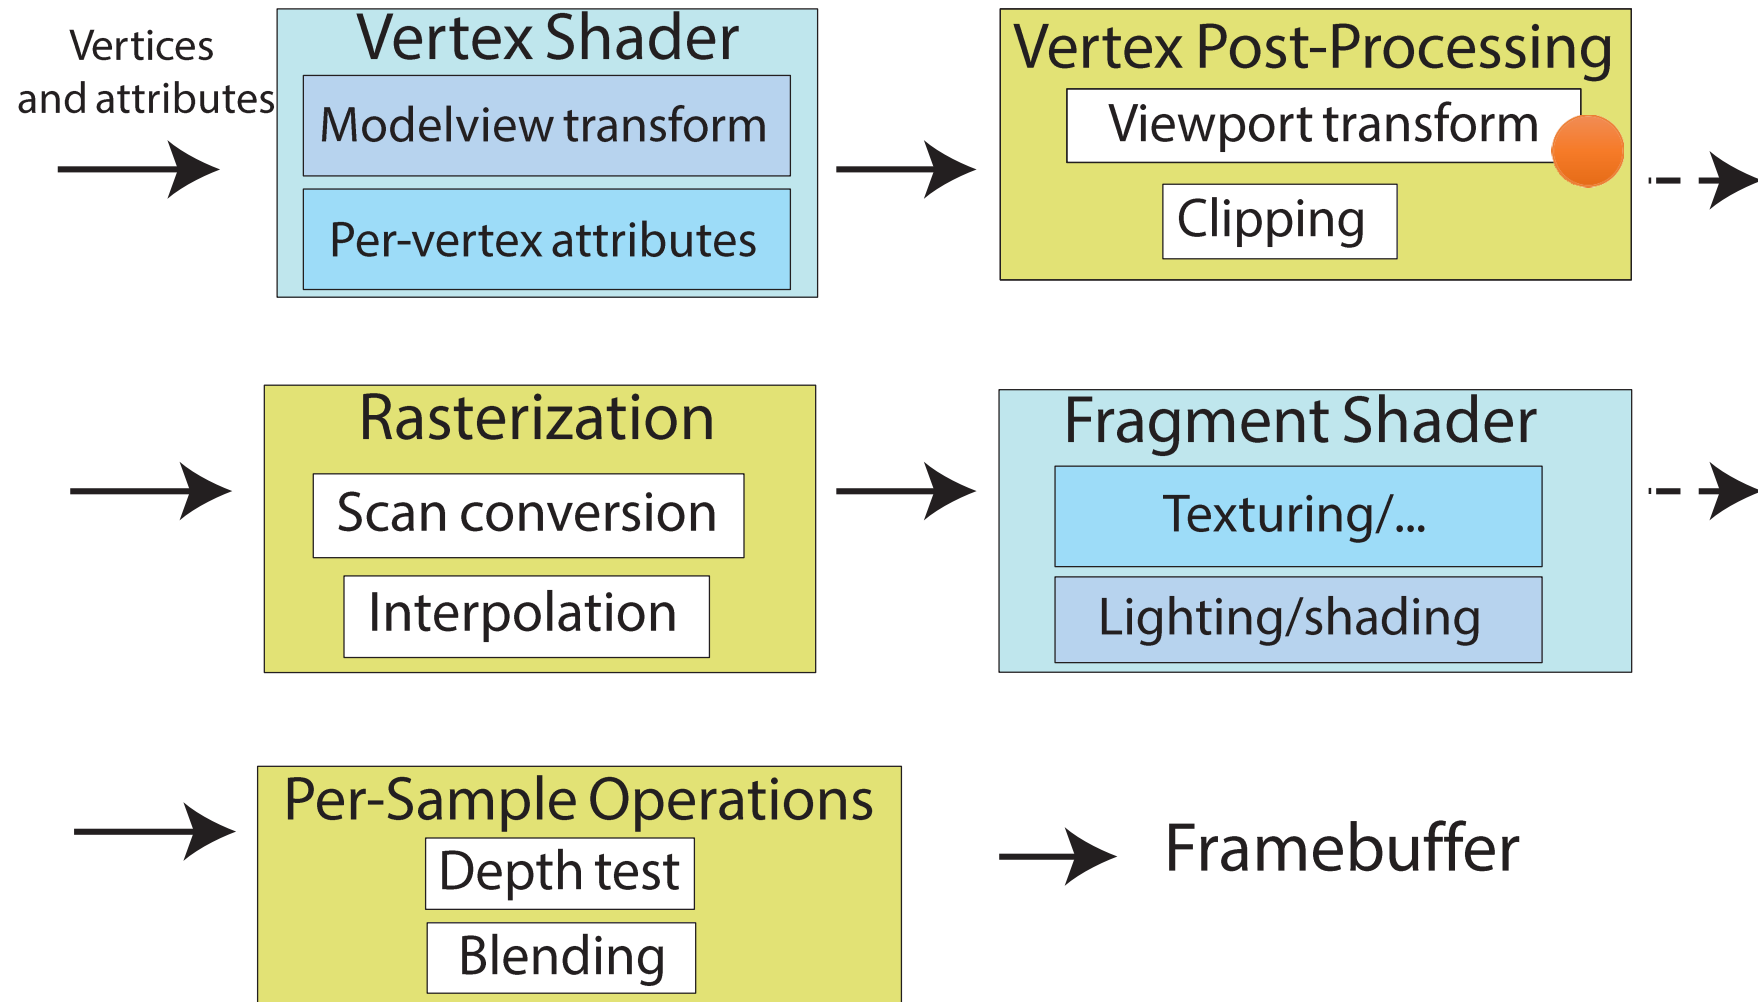 Vertices
and attributes
Vertex Shader
Modelview transform
Per-vertex attributes
Vertex Post-Processing
Viewport transform
Clipping
Rasterization
Scan conversion
Interpolation
Fragment Shader
Texturing/...
Lighting/shading
Per-Sample Operations
Depth test
Blending
Framebuffer